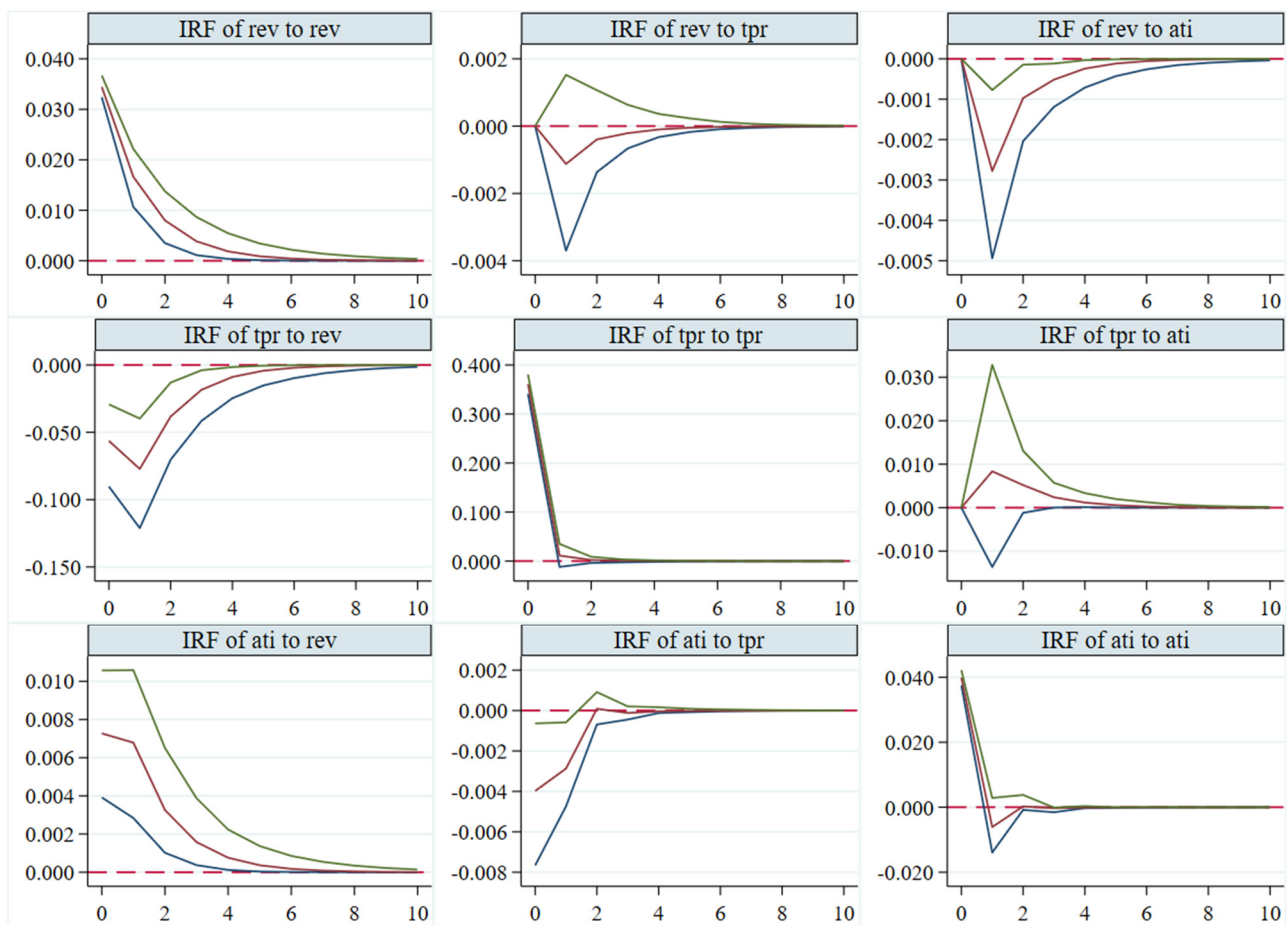 IRF of rev to rev
0.040
0.030
0.020
0.010
0.000
0 2 4 6 8 10
IRF of rev to tpr
0.002
0.000
-0.002
-0.004
0 2 4 6 8 10
IRF of rev to ati
0.000
-0.001
-0.002
-0.003
-0.004
-0.005
0 2 4 6 8 10
IRF of tpr to rev
0.000
-0.050
-0.100
-0.150
0 2 4 6 8 10
IRF of tpr to tpr
0.400
0.300
0.200
0.100
0.000
0 2 4 6 8 10
IRF of tpr to ati
0.030
0.020
0.010
0.000
-0.010
0 2 4 6 8 10
IRF of ati to rev
0.010
0.008
0.006
0.004
0.002
0.000
0 2 4 6 8 10
IRF of ati to tpr
0.002
0.000
-0.002
-0.004
-0.006
-0.008
0 2 4 6 8 10
IRF of ati to ati
0.040
0.020
0.000
-0.020
0 2 4 6 8 10